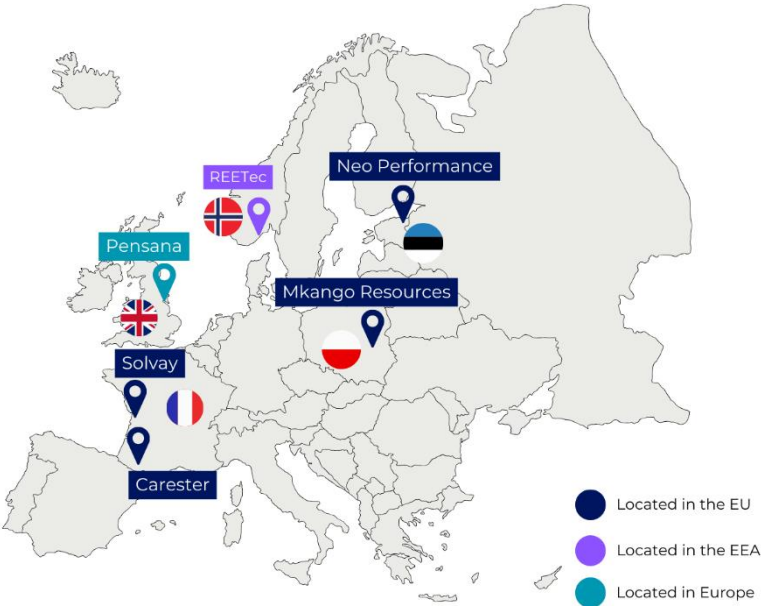 Neo Performance
REETec
Pensana
Mkango Resources
Solvay
Carester
Located in the EU
Located in the EEA
Located in Europe